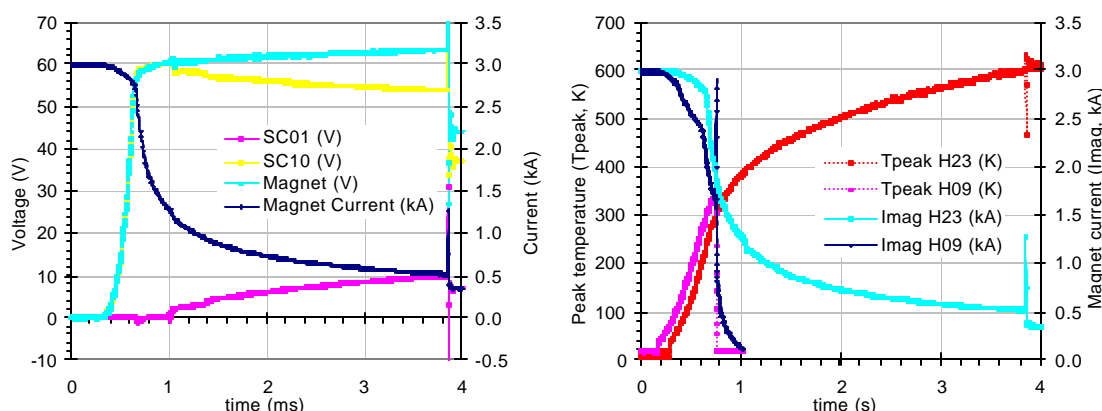 70
60
50
40
30
20
10
0
-10
Voltage (V)
3.5
3.0
2.5
2.0
1.5
1.0
0.5
0.0
-0.5
Current (kA)
SC01 (V)
SC10 (V)
Magnet (V)
Magnet Current (kA)
0 1 2 3 4
time (ms)
700
600
500
400
300
200
100
0
Peak temperature (Tpeak, K)
3.5
3.0
2.5
2.0
1.5
1.0
0.5
0.0
Magnet current (Imag, kA)
Tpeak H23 (K)
Tpeak H09 (K)
Imag H23 (kA)
Imag H09 (kA)
0 1 2 3 4
time (s)